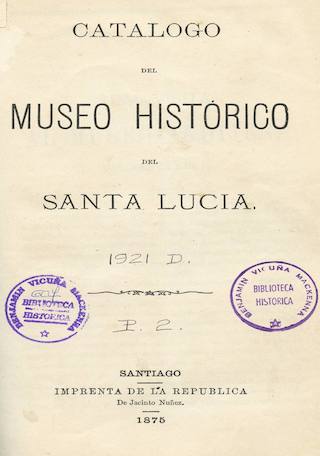 CATALOGO
DEL
MUSEO HISTÓRICO
DEL
SANTA LUCIA.
1921 D.
BENJAMIN VICUÑA MACKENNA
BIBLIOTECA
HISTORICA
BENJAMIN VICUÑA MACKENNA
BIBLIOTECA
HISTORICA
P. 2.
SANTIAGO
IMPRENTA DE LA REPUBLICA
De Jacinto Nuñez.
1875